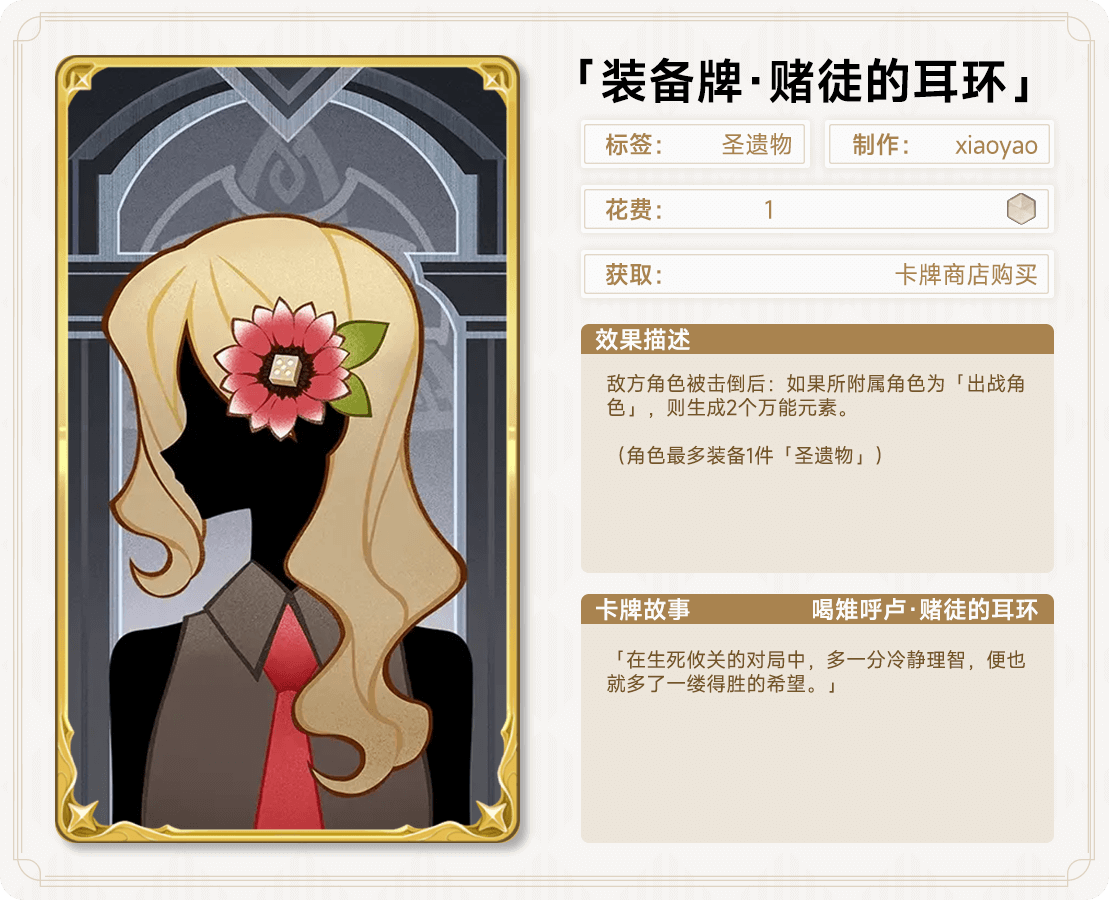 「装备牌·赌徒的耳环」
标签： 圣遗物 制作： xiaoyao
花费： 1
获取： 卡牌商店购买
效果描述
敌方角色被击倒后：如果所附属角色为「出战角
色」，则生成2个万能元素。
（角色最多装备1件「圣遗物」）
卡牌故事 喝雉呼卢·赌徒的耳环
「在生死攸关的对局中，多一分冷静理智，便也
就多了一缕得胜的希望。」